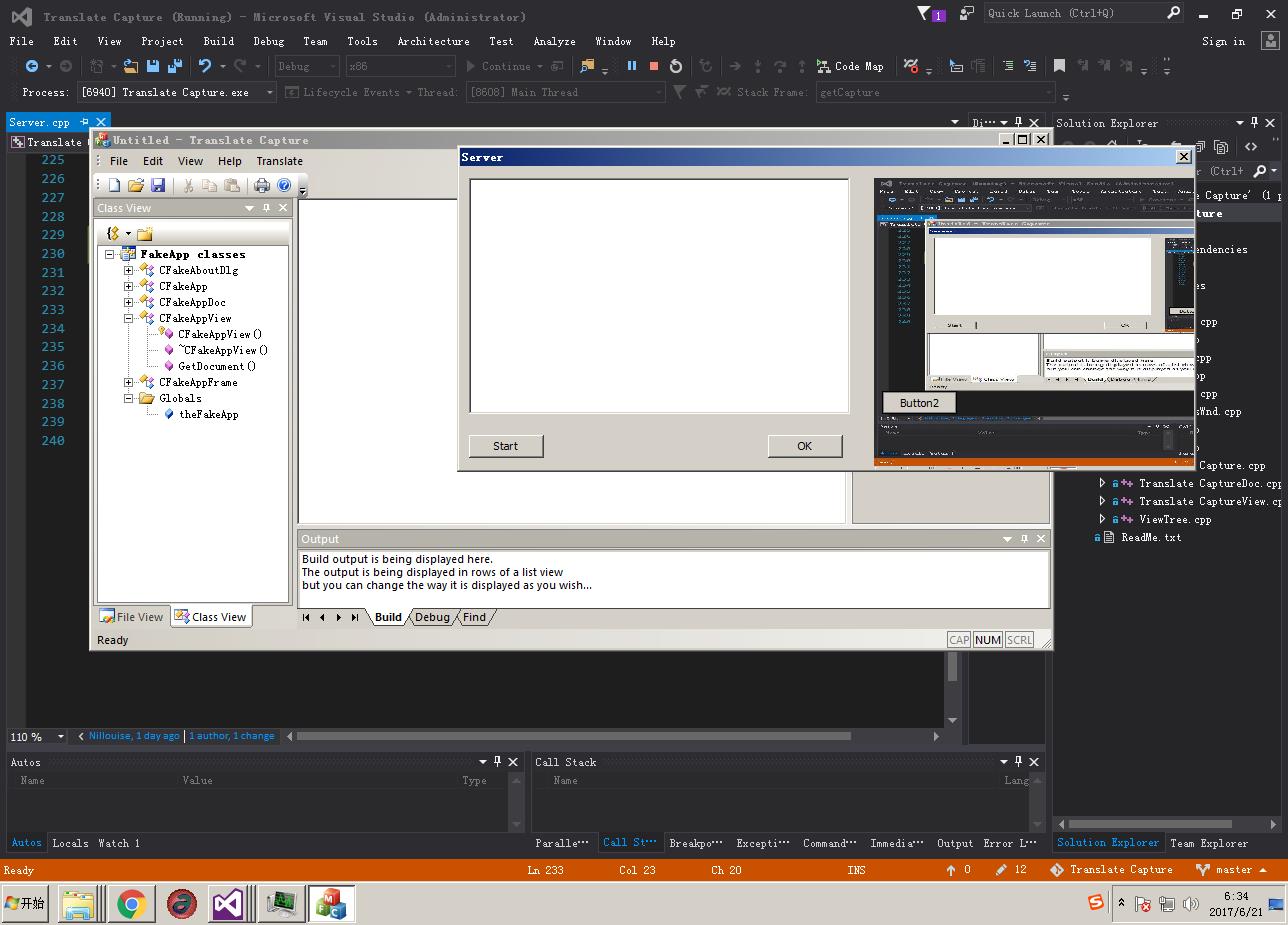 Translate Capture (Running) - Microsoft Visual Studio (Administrator)
1
Quick Launch (Ctrl+Q)
File Edit View Project Build Debug Team Tools Architecture Test Analyze Window Help
Sign in
Debug x86 Continue Code Map
Process: [6940] Translate Capture.exe Lifecycle Events Thread: [8608] Main Thread Stack Frame: getCapture
Server.cpp
Di…
Solution Explorer
Translate
225
226
227
228
229
230
231
232
233
234
235
236
237
238
239
240
Untitled - Translate Capture
File Edit View Help Translate
Class View
FakeApp classes
CFakeAboutDlg
CFakeApp
CFakeAppDoc
CFakeAppView
CFakeAppView()
~CFakeAppView()
GetDocument()
CFakeAppFrame
Globals
theFakeApp
File View Class View
Output
Build output is being displayed here.
The output is being displayed in rows of a list view
but you can change the way it is displayed as you wish...
Build Debug Find
Ready
CAP NUM SCRL
Server
Start OK
Button2
(Ctrl+
Capture' (1 p
ture
endencies
es
cpp
cpp
cpp
sWnd.cpp
Capture.cpp
Translate CaptureDoc.cpp
Translate CaptureView.cp
ViewTree.cpp
ReadMe.txt
110 % Nillouise, 1 day ago | 1 author, 1 change
Autos
Name Value Type
Autos Locals Watch 1
Call Stack
Name Lang
Paralle… Call St… Breakpo… Excepti… Command… Immedia… Output Error L…
Solution Explorer Team Explorer
Ready Ln 233 Col 23 Ch 20 INS 0 12 Translate Capture master
开始
6:34
2017/6/21